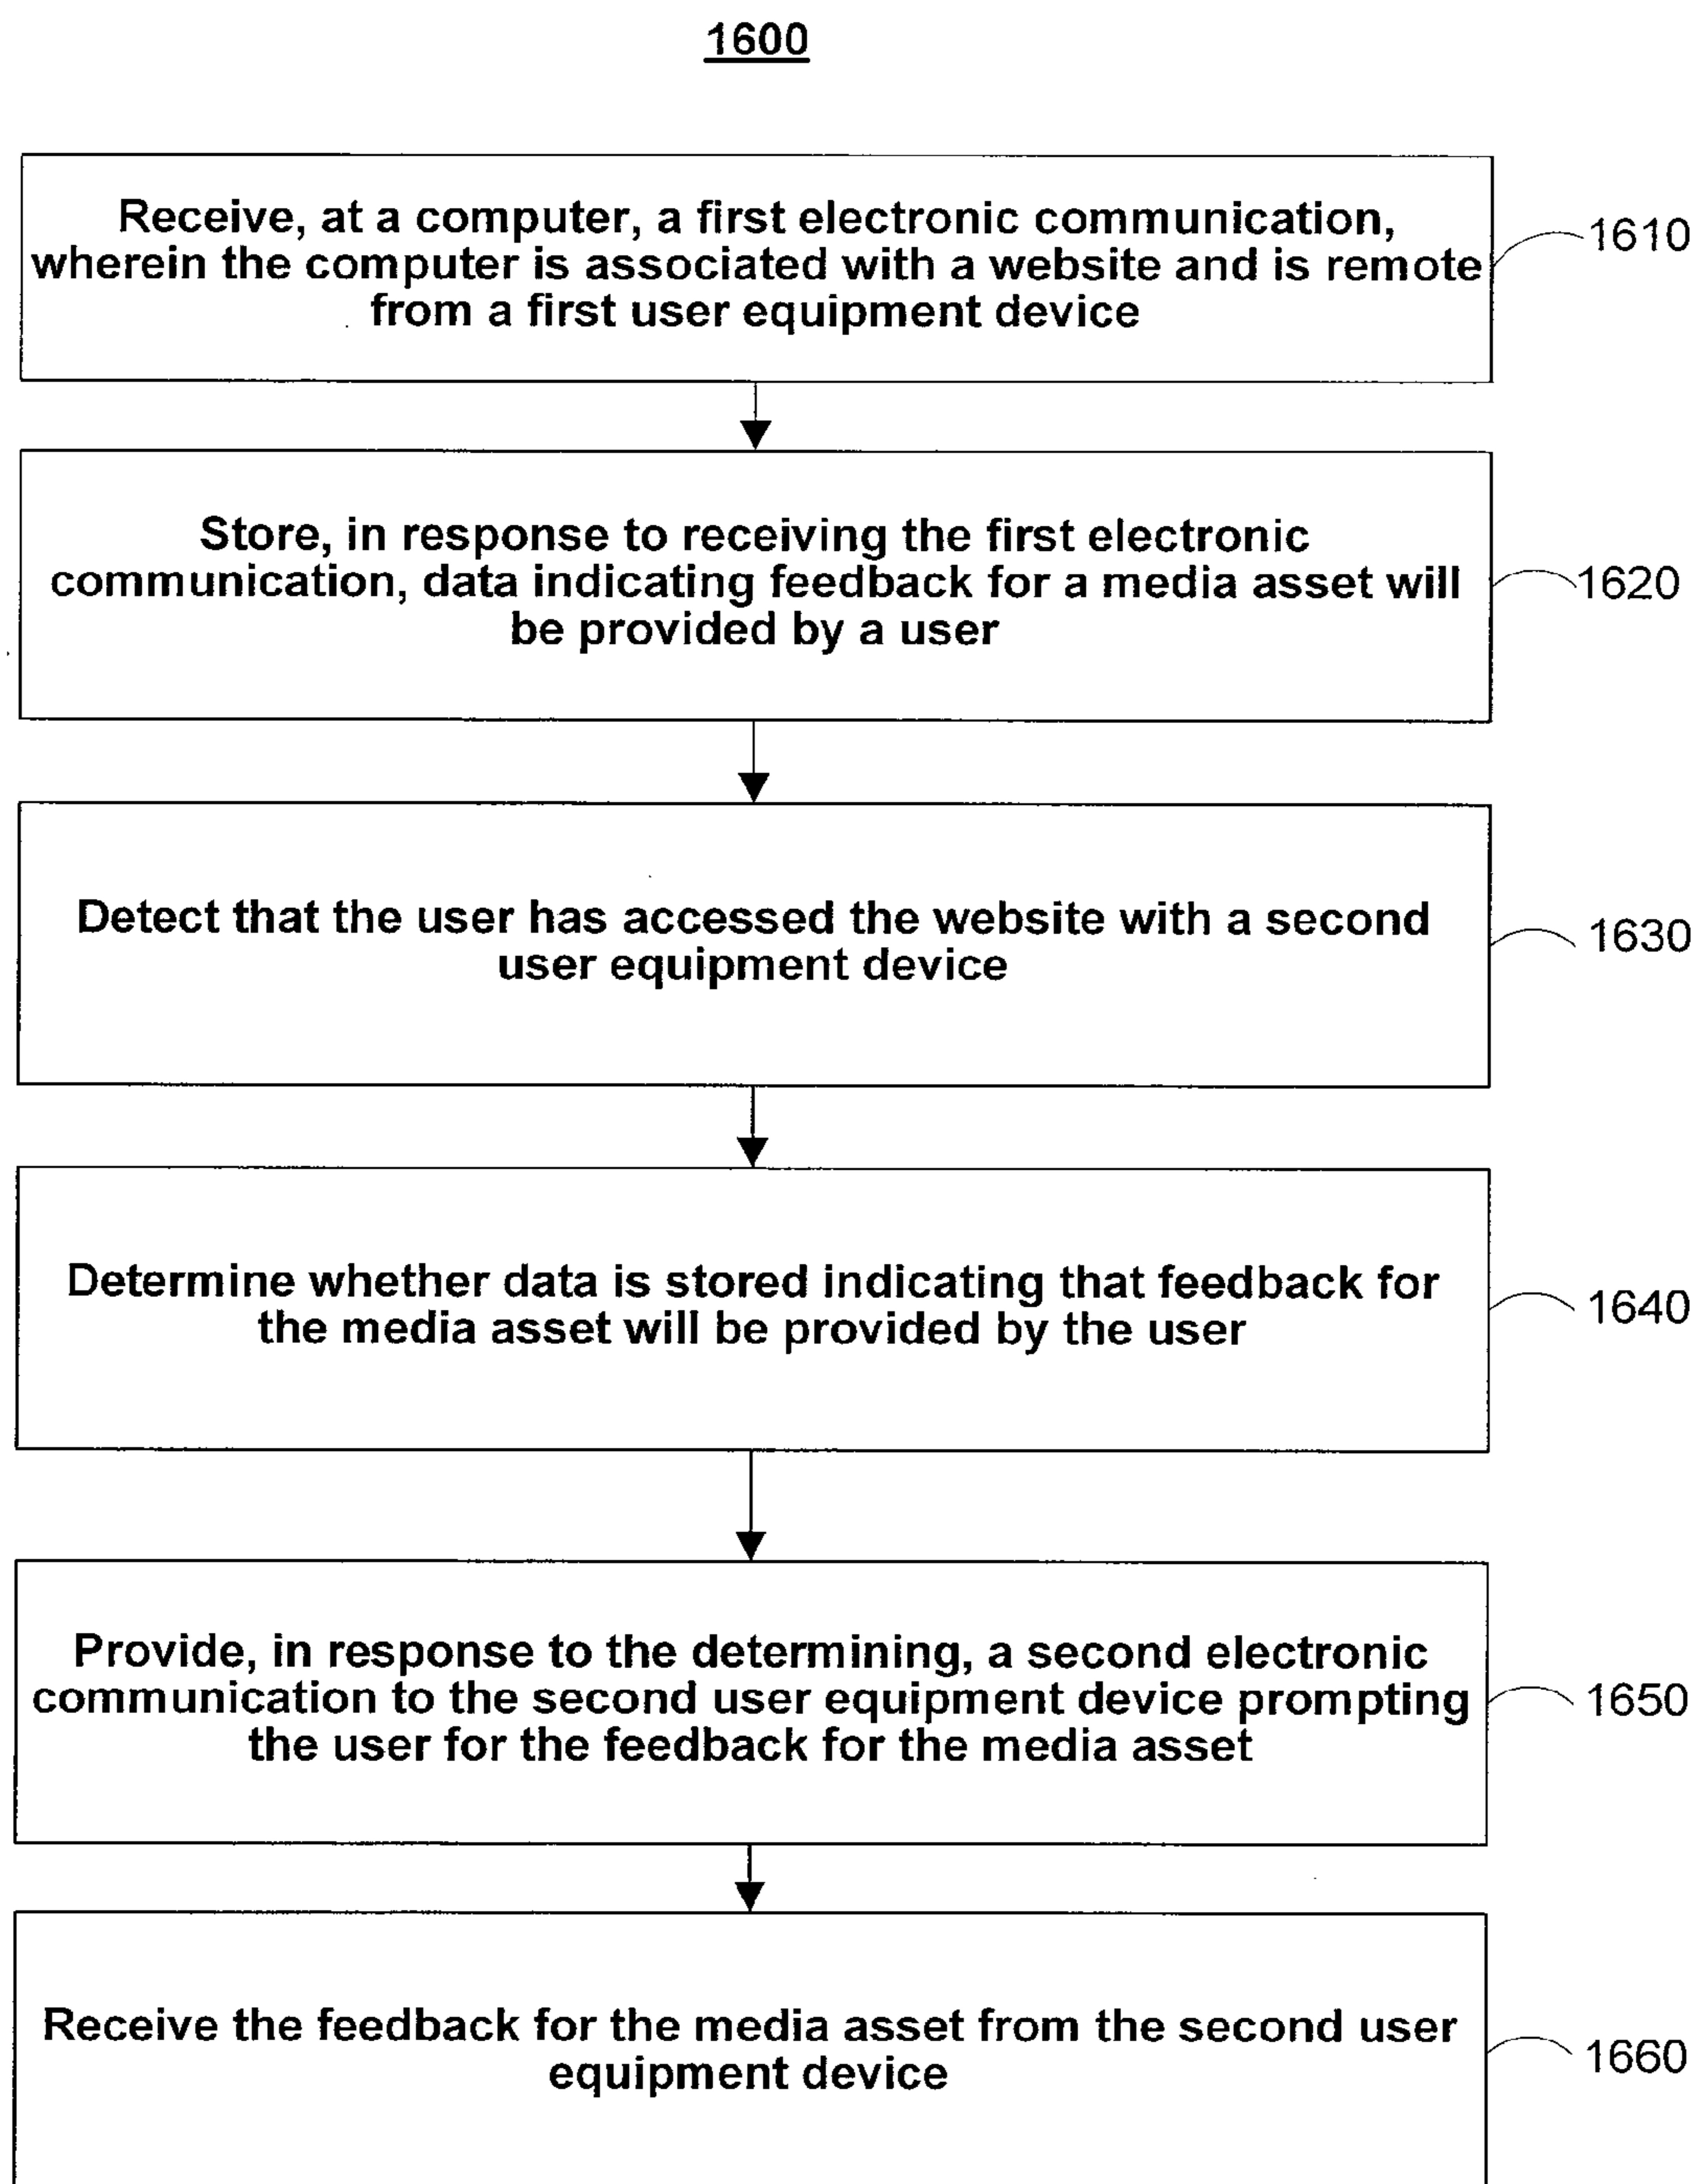 1600
Receive, at a computer, a first electronic communication,
wherein the computer is associated with a website and is remote
from a first user equipment device
1610
Store, in response to receiving the first electronic
communication, data indicating feedback for a media asset will
be provided by a user
1620
Detect that the user has accessed the website with a second
user equipment device
1630
Determine whether data is stored indicating that feedback for
the media asset will be provided by the user
1640
Provide, in response to the determining, a second electronic
communication to the second user equipment device prompting
the user for the feedback for the media asset
1650
Receive the feedback for the media asset from the second user
equipment device
1660